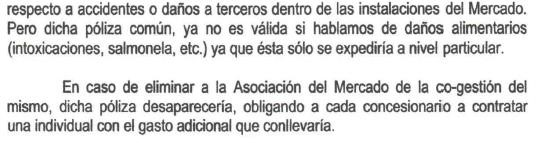 respecto a accidentes o daños a terceros dentro de las instalaciones del Mercado.
Pero dicha póliza común, ya no es válida si hablamos de daños alimentarios
(intoxicaciones, salmonela, etc.) ya que ésta sólo se expediría a nivel particular.
En caso de eliminar a la Asociación del Mercado de la co-gestión del
mismo, dicha póliza desaparecería, obligando a cada concesionario a contratar
una individual con el gasto adicional que conllevaría.